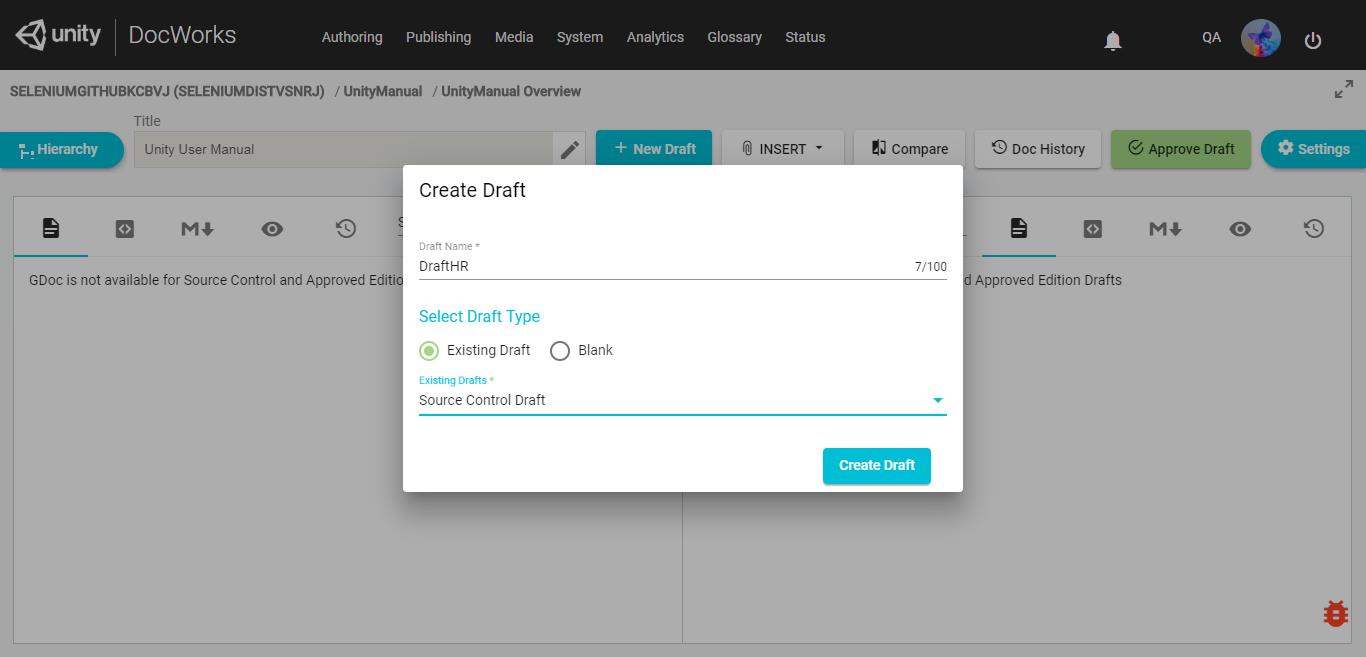 unity DocWorks Authoring Publishing Media System Analytics Glossary Status QA
SELENIUMGITHUBKCBVJ (SELENIUMDISTVSNRJ) / UnityManual / UnityManual Overview
Title
Hierarchy Unity User Manual + New Draft INSERT Compare Doc History Approve Draft Settings
Create Draft
M S M
Draft Name *
DraftHR 7/100
GDoc is not available for Source Control and Approved Editio d Approved Edition Drafts
Select Draft Type
Existing Draft Blank
Existing Drafts *
Source Control Draft
Create Draft